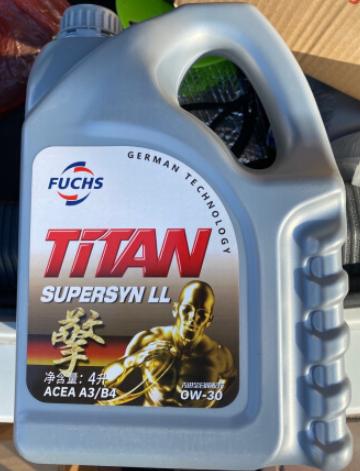 FUCHS
GERMAN TECHNOLOGY
TITAN
SUPERSYN LL
擎
净含量: 4升
ACEA A3/B4
0W-30